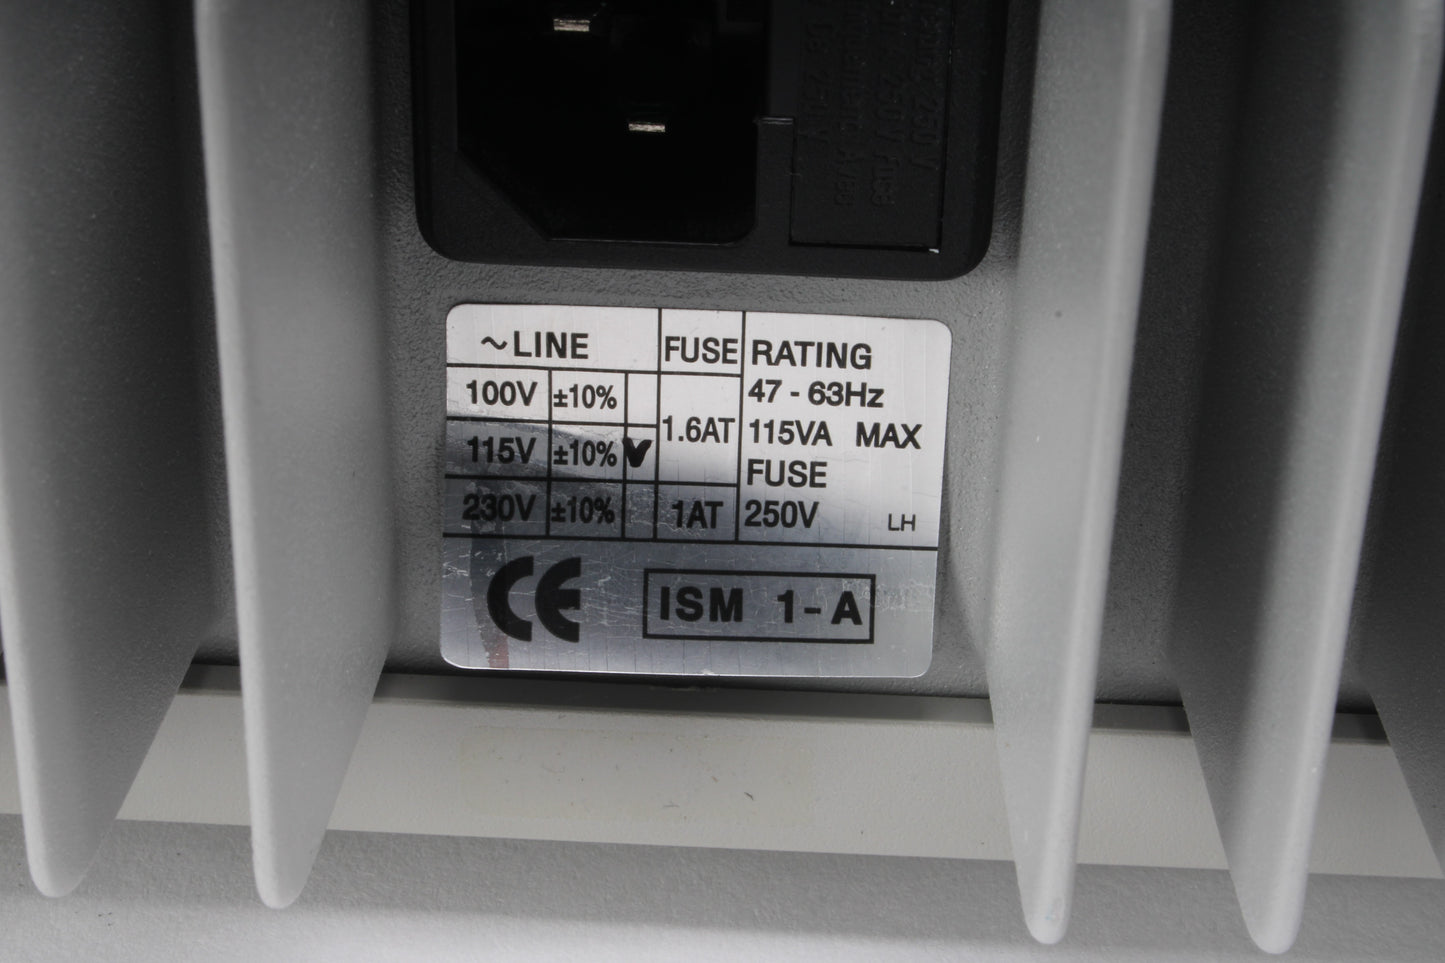 250V
~LINE FUSE RATING
100V ±10% 47 - 63Hz
115V ±10% 1.6AT 115VA MAX
FUSE
230V ±10% 1AT 250V LH
CE ISM 1-A